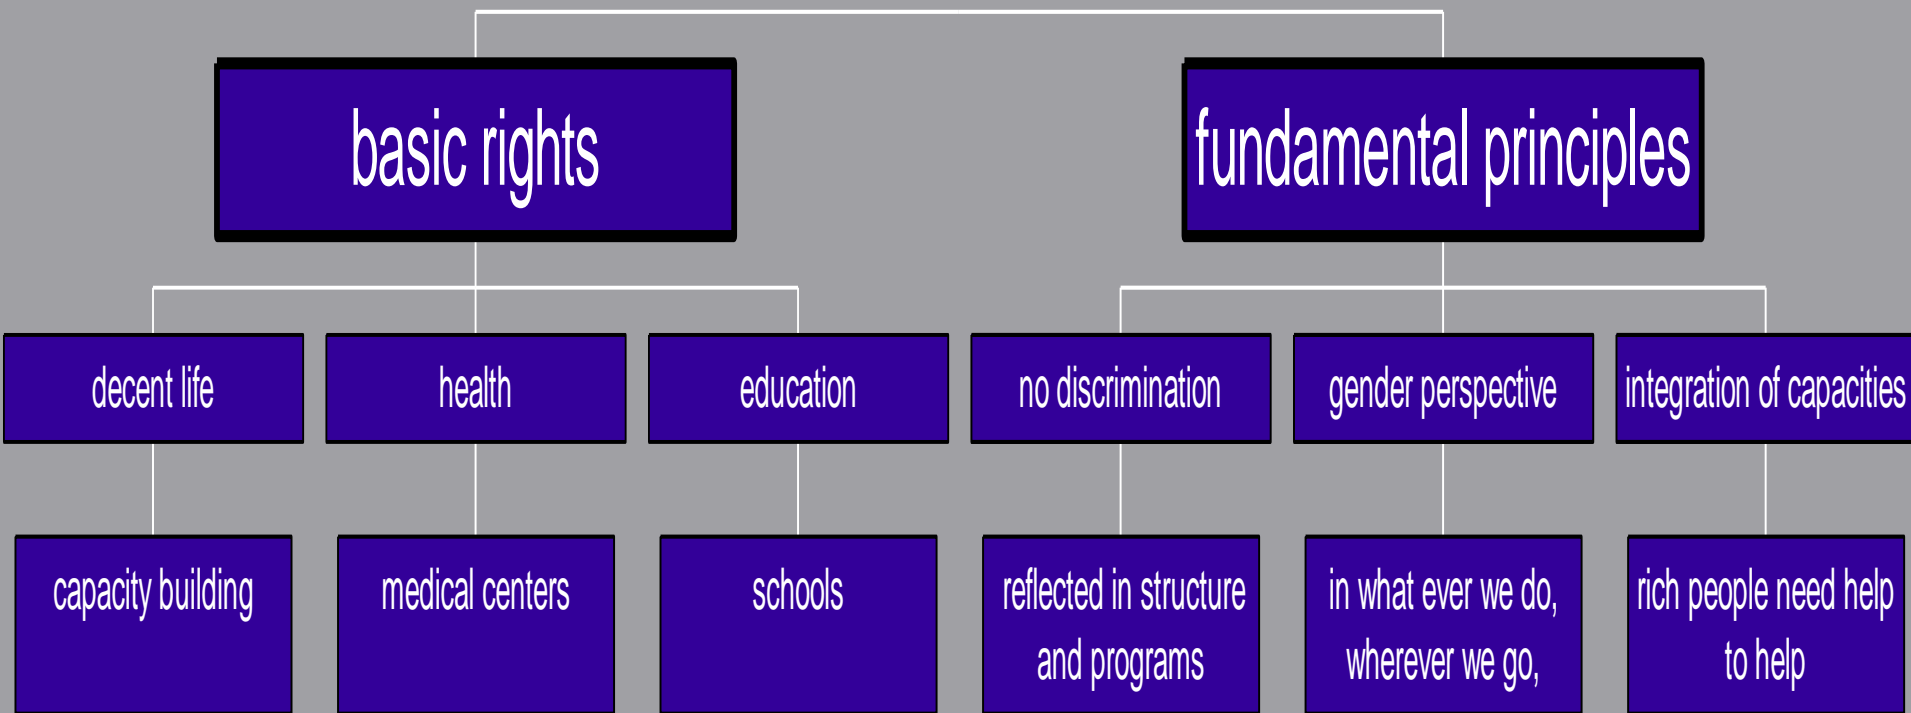 basic rights
fundamental principles
decent life
health
education
no discrimination
gender perspective
integration of capacities
capacity building
medical centers
schools
reflected in structure
and programs
in what ever we do,
wherever we go,
rich people need help
to help